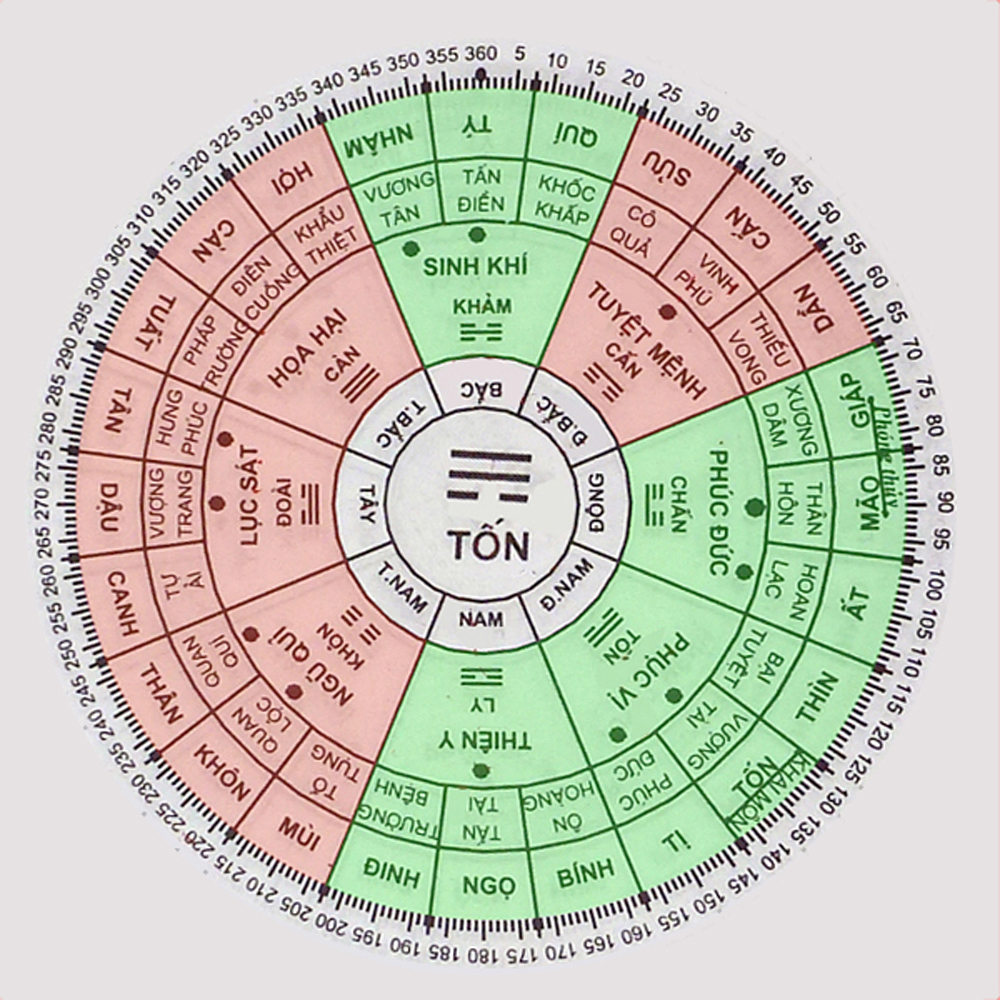 360
5
10
15
20
25
30
35
40
45
50
55
60
65
70
75
80
85
90
95
100
105
110
115
120
125
130
135
140
145
150
155
160
165
170
175
180
185
190
195
200
205
210
215
220
225
230
235
240
245
250
255
260
265
270
275
280
285
290
295
300
305
310
315
320
325
330
335
340
345
350
355
NHÂM
TÝ
QUÍ
SỬU
CẤN
DẦN
GIÁP
MÃO
ẤT
THÌN
TỐN
KHAI MÔN
TỊ
BÍNH
NGỌ
ĐINH
MÙI
KHÔN
THÂN
CANH
DẬU
TÂN
TUẤT
CÀN
HỢI
VƯƠNG
TÂN
TẤN
ĐIỀN
KHỐC
KHẤP
CÔ
QUẢ
VINH
PHÚ
THIẾU
VONG
XƯƠNG
DÂM
THÂN
HÔN
HOAN
LẠC
BẠI
TUYỆT
VƯỢNG
TÀI
PHÚC
ĐỨC
ÔN
HOÀNG
TẤN
TÀI
TRƯỜNG
BỆNH
TỐ
TỤNG
QUAN
LỘC
QUAN
QUÍ
TỰ
ẢI
VƯỢNG
TRANG
HƯNG
PHÚC
PHÁP
TRƯỜNG
ĐIÊN
CUỒNG
KHẨU
THIỆT
SINH KHÍ
KHẢM
TUYỆT MỆNH
CẤN
PHÚC ĐỨC
CHẤN
PHỤC VỊ
TỐN
THIÊN Y
LY
NGŨ QUỈ
KHÔN
LỤC SÁT
ĐOÀI
HỌA HẠI
CÀN
BẮC
Đ.BẮC
ĐÔNG
Đ.NAM
NAM
T.NAM
TÂY
T.BẮC
TỐN